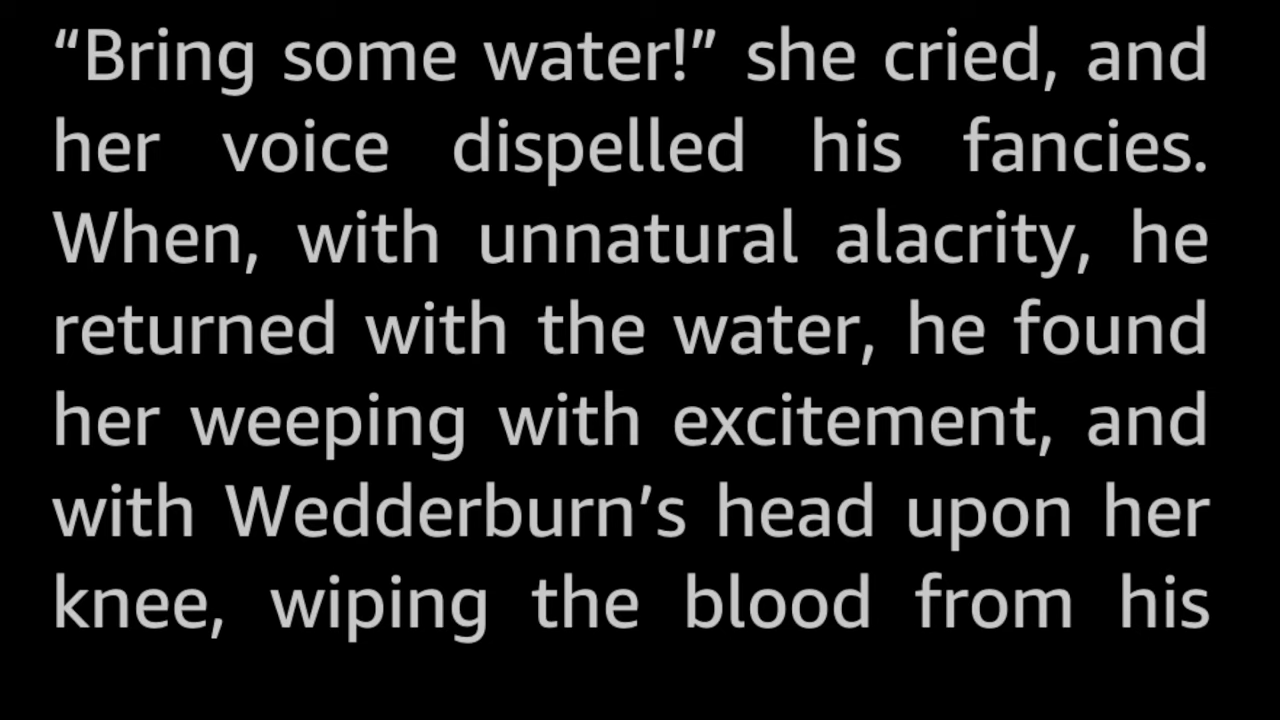 “Bring some water!” she cried, and
her voice dispelled his fancies.
When, with unnatural alacrity, he
returned with the water, he found
her weeping with excitement, and
with Wedderburn’s head upon her
knee, wiping the blood from his